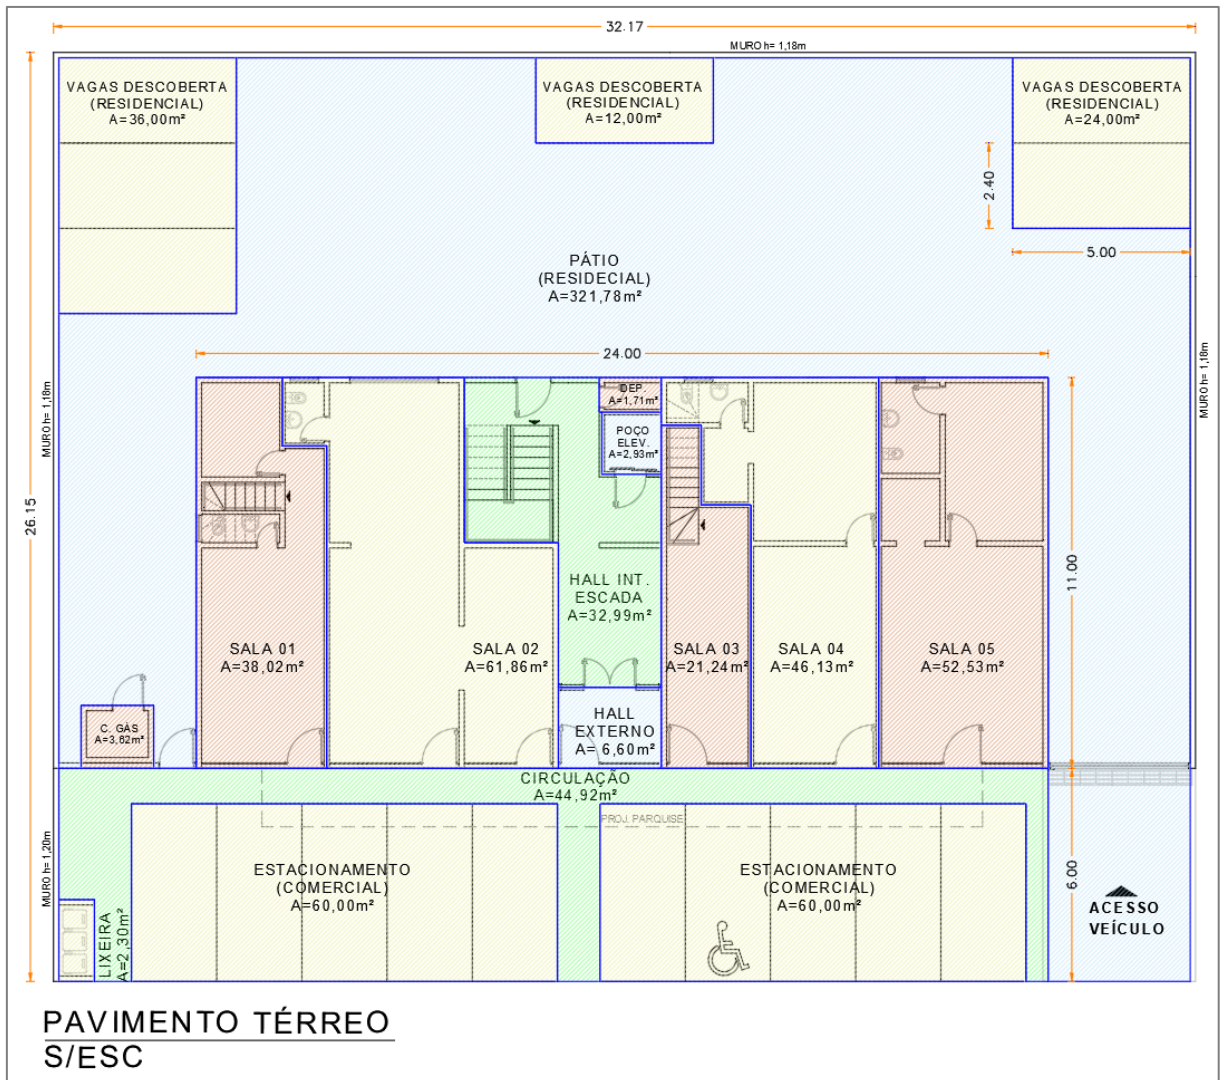 32.17
MURO h= 1,18m
VAGAS DESCOBERTA
(RESIDENCIAL)
A=36,00m²
VAGAS DESCOBERTA
(RESIDENCIAL)
A=12,00m²
VAGAS DESCOBERTA
(RESIDENCIAL)
A=24,00m²
2.40
5.00
PÁTIO
(RESIDECIAL)
A=321,78m²
24.00
MURO h= 1,18m
MURO h= 1,18m
26.15
DEP.
A=1,71m²
POÇO
ELEV.
A=2,93m²
11.00
HALL INT.
ESCADA
A=32,99m²
SALA 01
A=38,02m²
SALA 02
A=61,86m²
SALA 03
A=21,24m²
SALA 04
A=46,13m²
SALA 05
A=52,53m²
C. GÁS
A=3,62m²
HALL
EXTERNO
A= 6,60m²
CIRCULAÇÃO
A=44,92m²
PROJ. PARQUISE
MURO h= 1,20m
ESTACIONAMENTO
(COMERCIAL)
A=60,00m²
ESTACIONAMENTO
(COMERCIAL)
A=60,00m²
6.00
ACESSO
VEÍCULO
LIXEIRA
A=2,30m²
PAVIMENTO TÉRREO
S/ESC